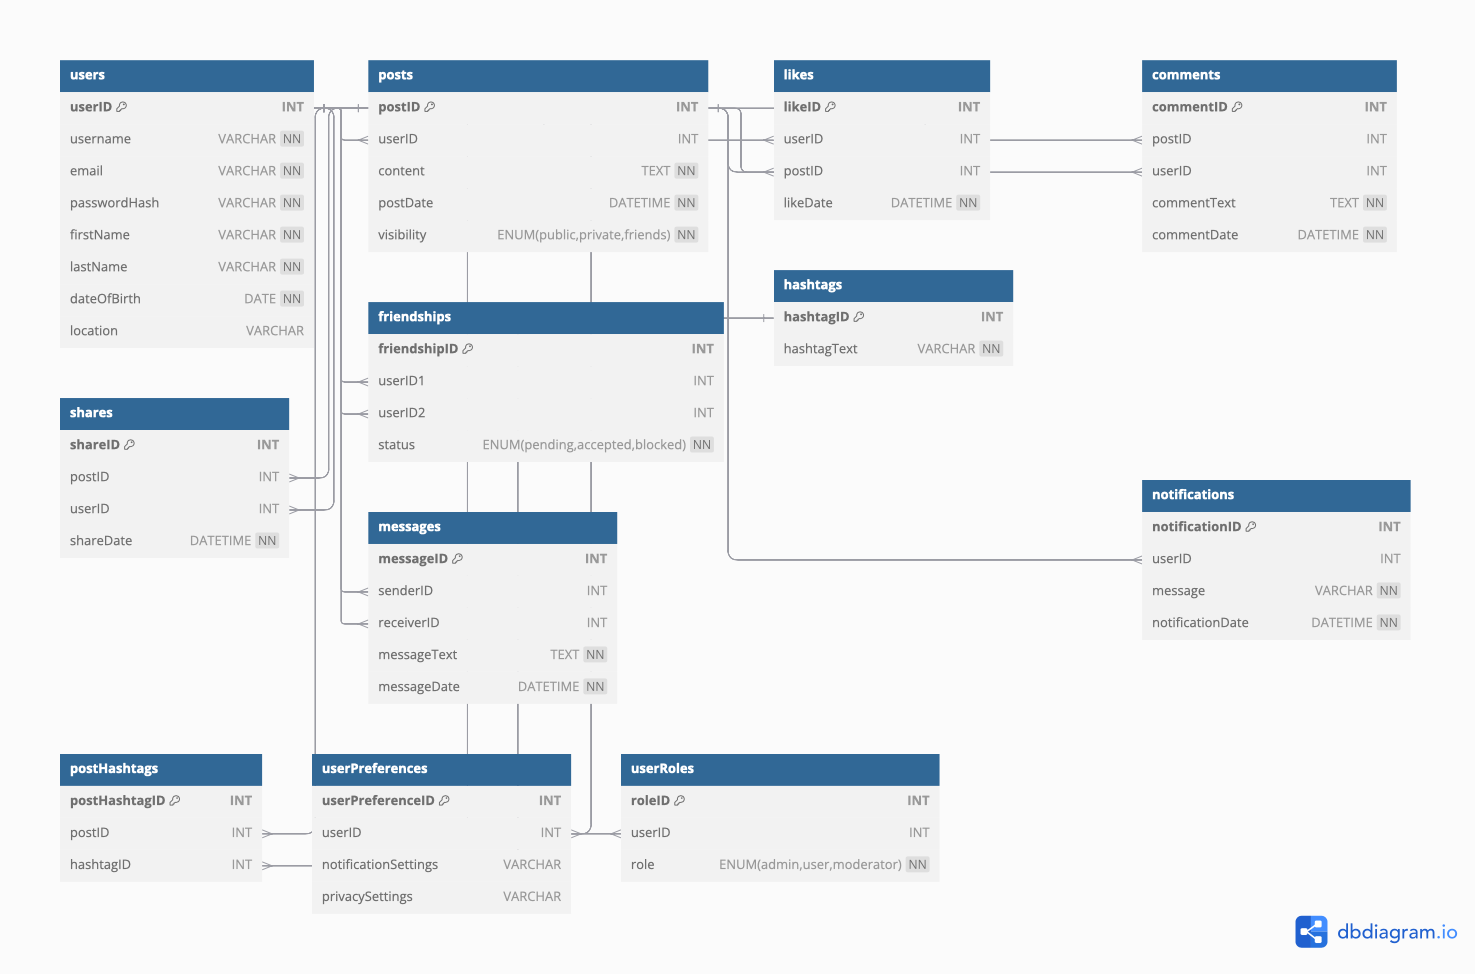 users
userID INT
username VARCHAR NN
email VARCHAR NN
passwordHash VARCHAR NN
firstName VARCHAR NN
lastName VARCHAR NN
dateOfBirth DATE NN
location VARCHAR
posts
postID INT
userID INT
content TEXT NN
postDate DATETIME NN
visibility ENUM(public,private,friends) NN
likes
likeID INT
userID INT
postID INT
likeDate DATETIME NN
comments
commentID INT
postID INT
userID INT
commentText TEXT NN
commentDate DATETIME NN
friendships
friendshipID INT
userID1 INT
userID2 INT
status ENUM(pending,accepted,blocked) NN
hashtags
hashtagID INT
hashtagText VARCHAR NN
shares
shareID INT
postID INT
userID INT
shareDate DATETIME NN
messages
messageID INT
senderID INT
receiverID INT
messageText TEXT NN
messageDate DATETIME NN
notifications
notificationID INT
userID INT
message VARCHAR NN
notificationDate DATETIME NN
postHashtags
postHashtagID INT
postID INT
hashtagID INT
userPreferences
userPreferenceID INT
userID INT
notificationSettings VARCHAR
privacySettings VARCHAR
userRoles
roleID INT
userID INT
role ENUM(admin,user,moderator) NN
dbdiagram.io